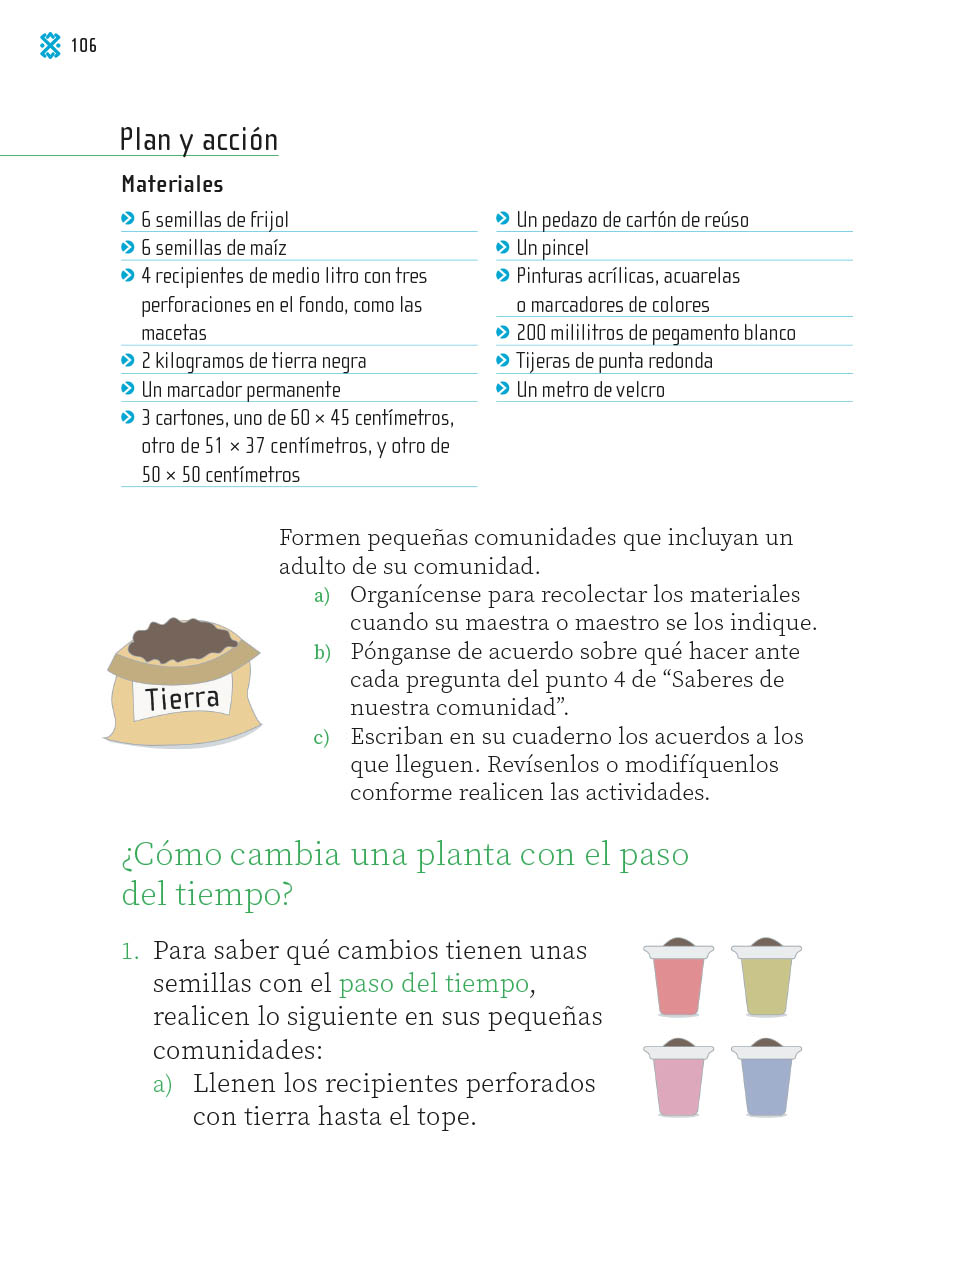 106
Plan y acción
Materiales
6 semillas de frijol
6 semillas de maíz
4 recipientes de medio litro con tres
perforaciones en el fondo, como las
macetas
2 kilogramos de tierra negra
Un marcador permanente
3 cartones, uno de 60 × 45 centímetros,
otro de 51 × 37 centímetros, y otro de
50 × 50 centímetros
Un pedazo de cartón de reúso
Un pincel
Pinturas acrílicas, acuarelas
o marcadores de colores
200 mililitros de pegamento blanco
Tijeras de punta redonda
Un metro de velcro
Formen pequeñas comunidades que incluyan un
adulto de su comunidad.
a) Organícense para recolectar los materiales
cuando su maestra o maestro se los indique.
b) Pónganse de acuerdo sobre qué hacer ante
cada pregunta del punto 4 de “Saberes de
nuestra comunidad”.
c) Escriban en su cuaderno los acuerdos a los
que lleguen. Revísenlos o modifíquenlos
conforme realicen las actividades.
Tierra
¿Cómo cambia una planta con el paso
del tiempo?
1. Para saber qué cambios tienen unas
semillas con el paso del tiempo,
realicen lo siguiente en sus pequeñas
comunidades:
a) Llenen los recipientes perforados
con tierra hasta el tope.